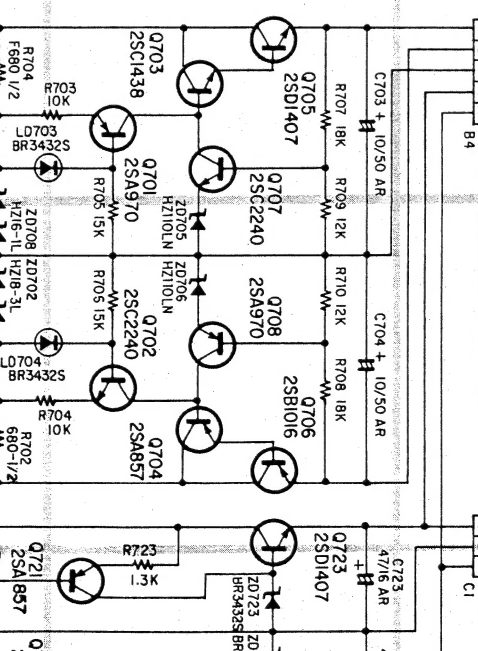 Q703
2SC1438
Q705
2SD1407
R704
F680 1/2
R703
10K
R707 18K
C703 + 10/50 AR
B4
LD703
BR3432S
Q701
2SA970
Q707
2SC2240
R705 15K
ZD705
HZ110LN
R709 12K
ZD708
HZ16-1L
ZD702
HZ18-3L
R706 15K
ZD706
HZ110LN
R710 12K
Q702
2SC2240
Q708
2SA970
C704 + 10/50 AR
LD704
BR3432S
R708 18K
R704
10K
R702
680-1/2
Q704
2SA857
Q706
2SB1016
Q721
2SA857
R723
1.3K
Q723
2SD1407
ZD723
BR3432S
C723
47/16 AR
+
C1